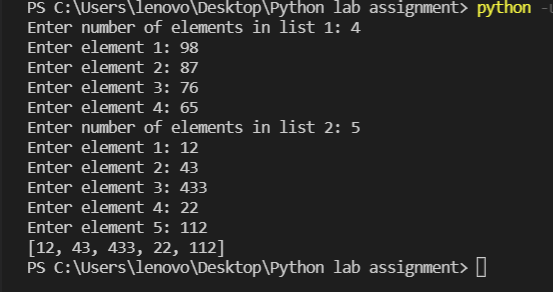 PS C:\Users\lenovo\Desktop\Python lab assignment> python -u
Enter number of elements in list 1: 4
Enter element 1: 98
Enter element 2: 87
Enter element 3: 76
Enter element 4: 65
Enter number of elements in list 2: 5
Enter element 1: 12
Enter element 2: 43
Enter element 3: 433
Enter element 4: 22
Enter element 5: 112
[12, 43, 433, 22, 112]
PS C:\Users\lenovo\Desktop\Python lab assignment>